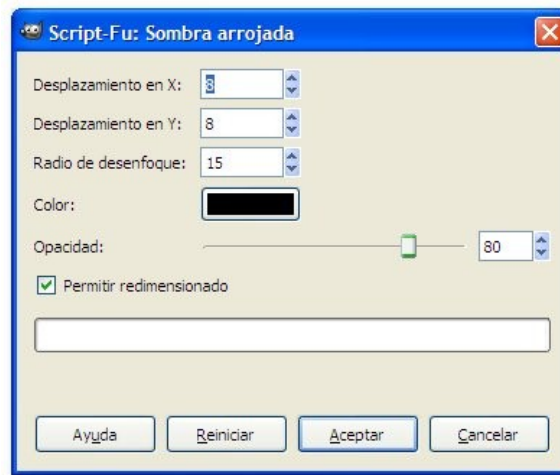 Script-Fu: Sombra arrojada
Desplazamiento en X: 8
Desplazamiento en Y: 8
Radio de desenfoque: 15
Color:
Opacidad: 80
Permitir redimensionado
Ayuda Reiniciar Aceptar Cancelar